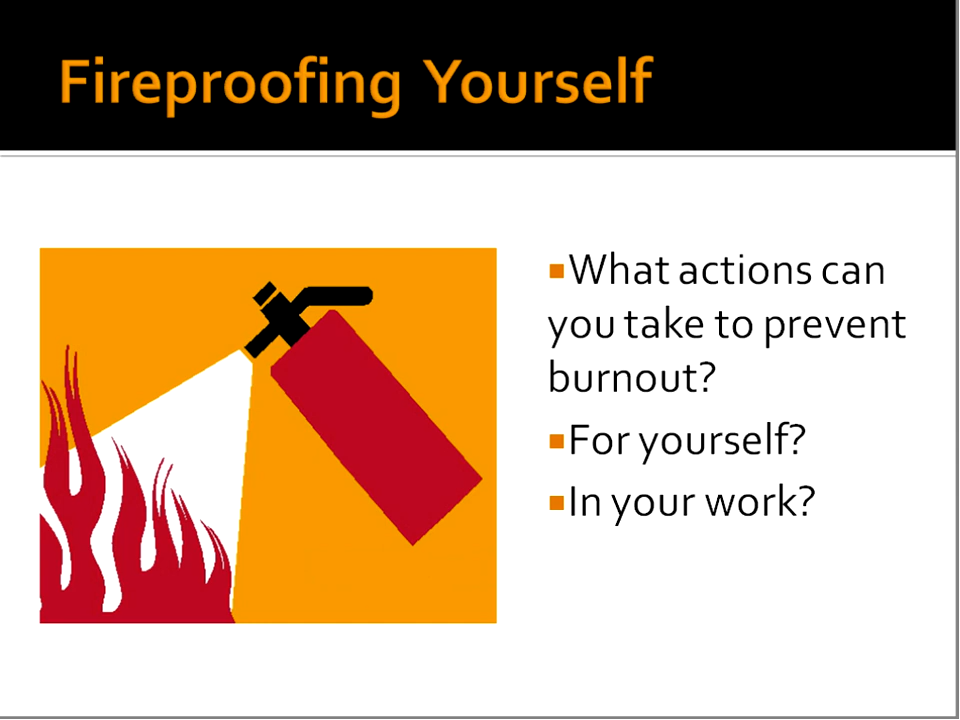 Fireproofing Yourself
▪What actions can
you take to prevent
burnout?
▪For yourself?
▪In your work?